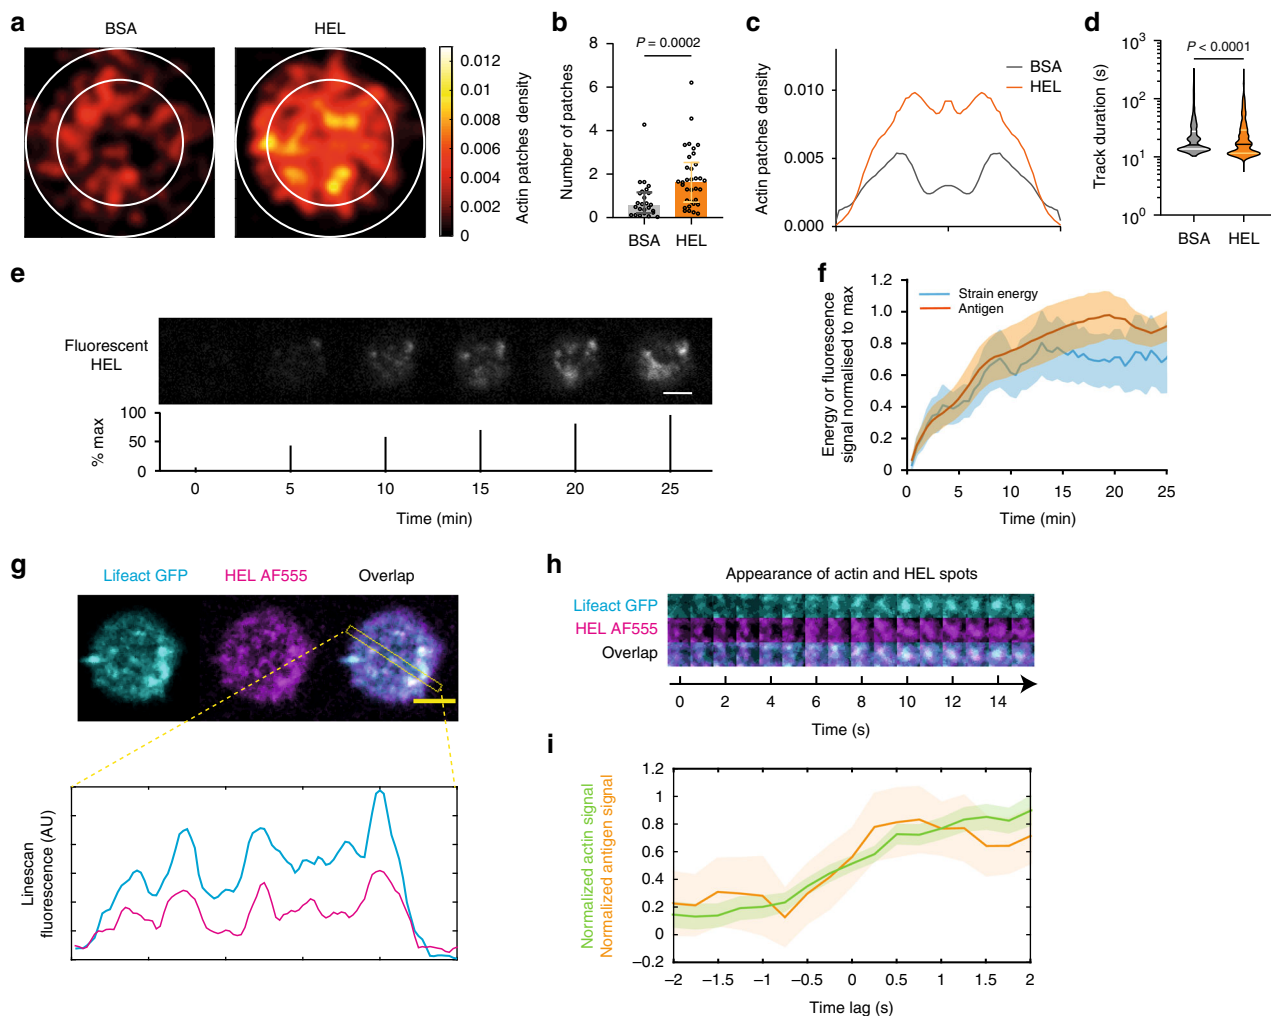 a
BSA
HEL
0.012
0.010
0.008
0.006
0.004
0.002
0
Actin patches density
b
P = 0.0002
8
6
4
2
0
Number of patches
BSA
HEL
c
BSA
HEL
0.010
0.005
0.000
Actin patches density
d
P < 0.0001
10³
10²
10¹
10⁰
Track duration (s)
BSA
HEL
e
Fluorescent
HEL
100
50
0
% max
0 5 10 15 20 25
Time (min)
f
Strain energy
Antigen
1.2
1.0
0.8
0.6
0.4
0.2
0
Energy or fluorescence
signal normalised to max
0 5 10 15 20 25
Time (min)
g
Lifeact GFP
HEL AF555
Overlap
Linescan
fluorescence (AU)
h
Appearance of actin and HEL spots
Lifeact GFP
HEL AF555
Overlap
0 2 4 6 8 10 12 14
Time (s)
i
Normalized actin signal
Normalized antigen signal
1.2
1
0.8
0.6
0.4
0.2
0
–0.2
–2 –1.5 –1 –0.5 0 0.5 1 1.5 2
Time lag (s)